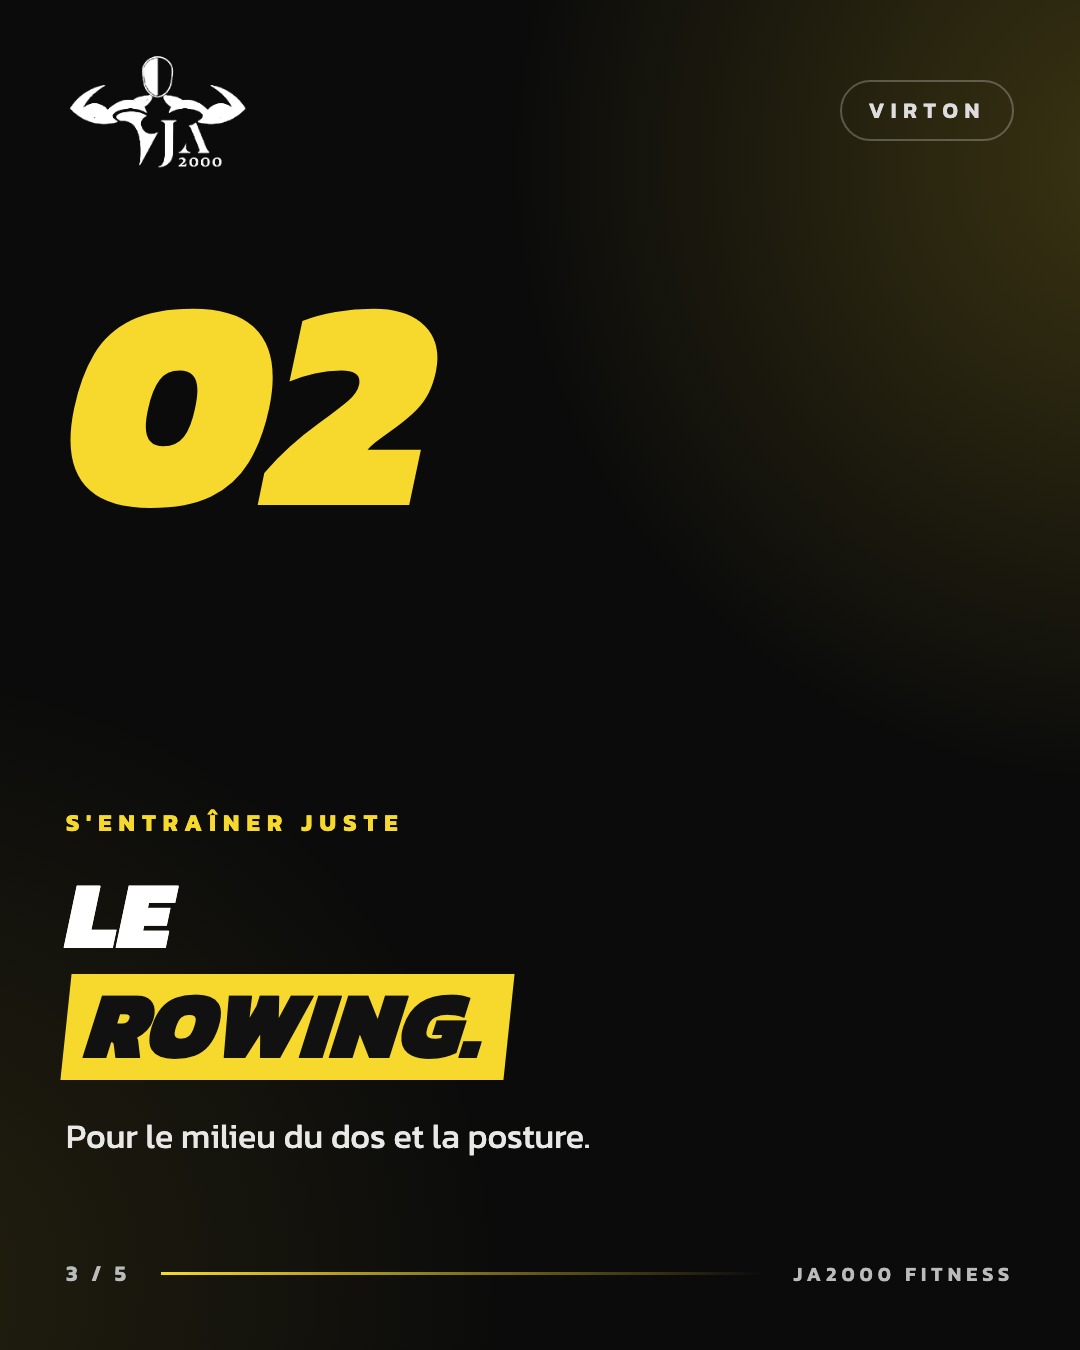 JA
2000
VIRTON
02
S'ENTRAÎNER JUSTE
LE
ROWING.
Pour le milieu du dos et la posture.
3 / 5
JA2000 FITNESS